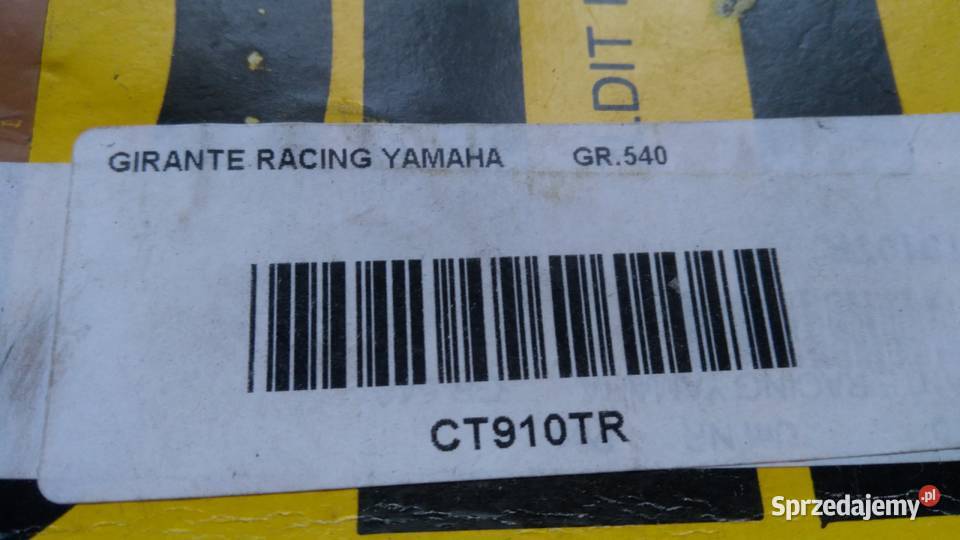 .DIT
GIRANTE RACING YAMAHA GR.540
CT910TR
Sprzedajemy.pl